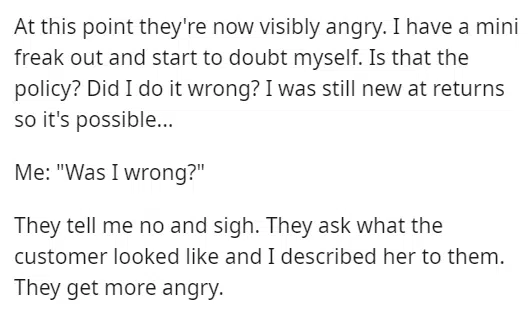 At this point they're now visibly angry. I have a mini
freak out and start to doubt myself. Is that the
policy? Did I do it wrong? I was still new at returns
so it's possible...
Me: "Was I wrong?"
They tell me no and sigh. They ask what the
customer looked like and I described her to them.
They get more angry.